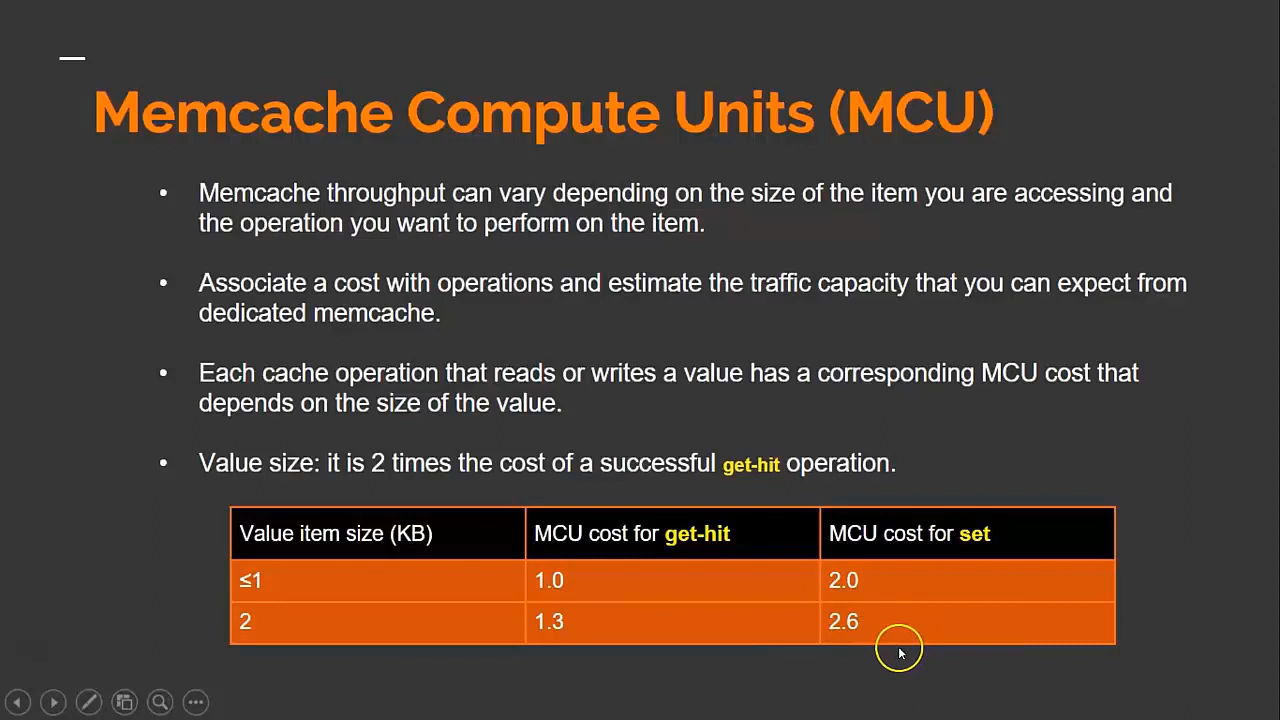 Memcache Compute Units (MCU)
• Memcache throughput can vary depending on the size of the item you are accessing and
the operation you want to perform on the item.
• Associate a cost with operations and estimate the traffic capacity that you can expect from
dedicated memcache.
• Each cache operation that reads or writes a value has a corresponding MCU cost that
depends on the size of the value.
• Value size: it is 2 times the cost of a successful get-hit operation.
Value item size (KB) MCU cost for get-hit MCU cost for set
≤1 1.0 2.0
2 1.3 2.6